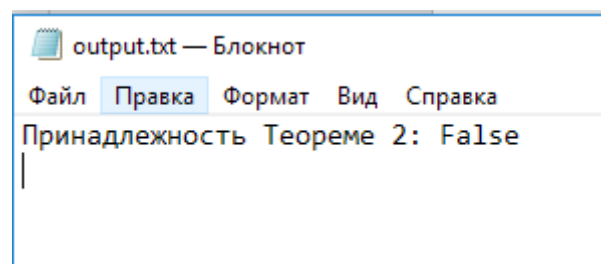 output.txt — Блокнот
Файл Правка Формат Вид Справка
Принадлежность Теореме 2: False